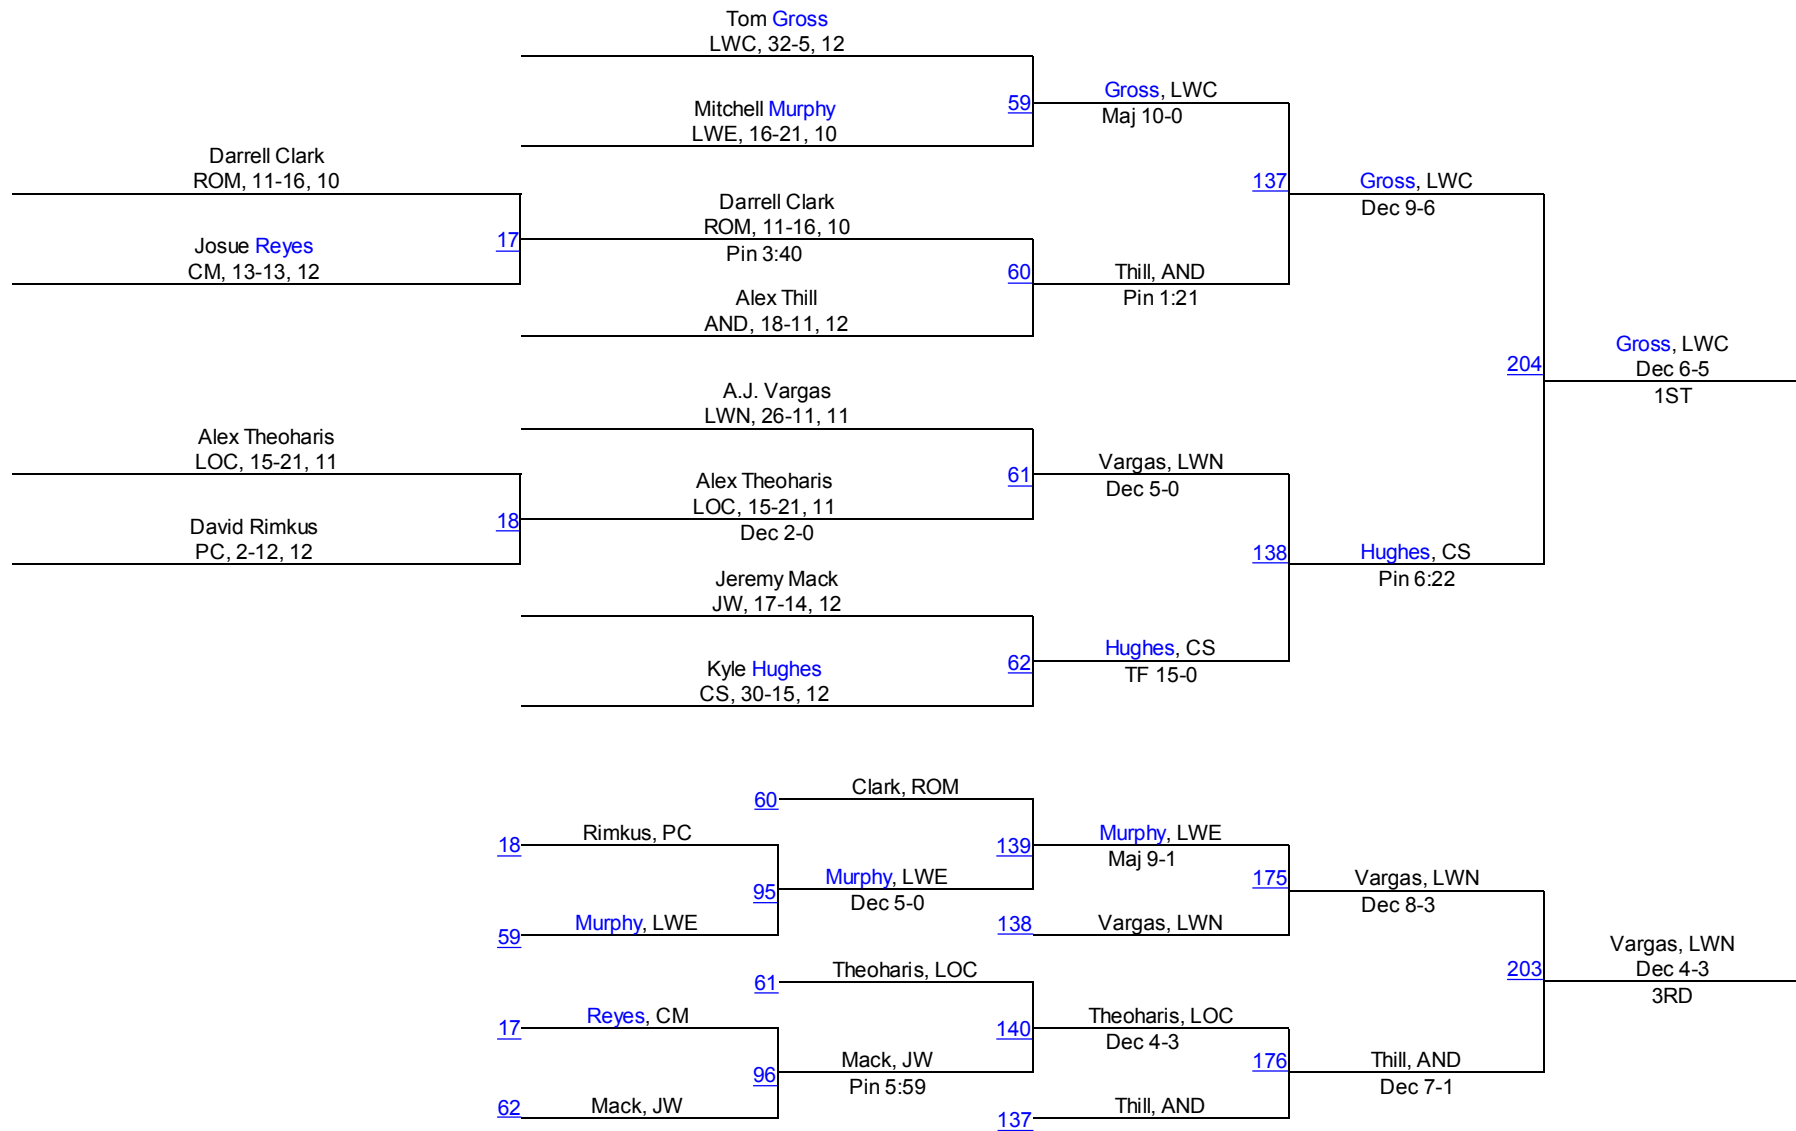 Tom Gross
LWC, 32-5, 12
Mitchell Murphy
LWE, 16-21, 10
59
Gross, LWC
Maj 10-0
Darrell Clark
ROM, 11-16, 10
Josue Reyes
CM, 13-13, 12
17
Darrell Clark
ROM, 11-16, 10
Pin 3:40
Alex Thill
AND, 18-11, 12
60
Thill, AND
Pin 1:21
137
Gross, LWC
Dec 9-6
A.J. Vargas
LWN, 26-11, 11
Alex Theoharis
LOC, 15-21, 11
David Rimkus
PC, 2-12, 12
18
Alex Theoharis
LOC, 15-21, 11
Dec 2-0
61
Vargas, LWN
Dec 5-0
Jeremy Mack
JW, 17-14, 12
Kyle Hughes
CS, 30-15, 12
62
Hughes, CS
TF 15-0
138
Hughes, CS
Pin 6:22
204
Gross, LWC
Dec 6-5
1ST
60
Clark, ROM
18
Rimkus, PC
59
Murphy, LWE
95
Murphy, LWE
Dec 5-0
139
Murphy, LWE
Maj 9-1
138
Vargas, LWN
175
Vargas, LWN
Dec 8-3
61
Theoharis, LOC
17
Reyes, CM
62
Mack, JW
96
Mack, JW
Pin 5:59
140
Theoharis, LOC
Dec 4-3
137
Thill, AND
176
Thill, AND
Dec 7-1
203
Vargas, LWN
Dec 4-3
3RD